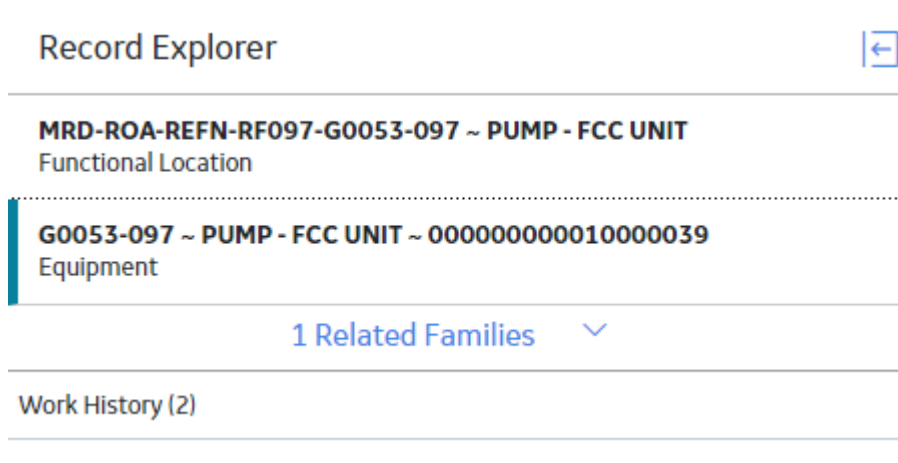 Record Explorer
MRD-ROA-REFN-RF097-G0053-097 ~ PUMP - FCC UNIT
Functional Location
G0053-097 ~ PUMP - FCC UNIT ~ 000000000010000039
Equipment
1 Related Families
Work History (2)